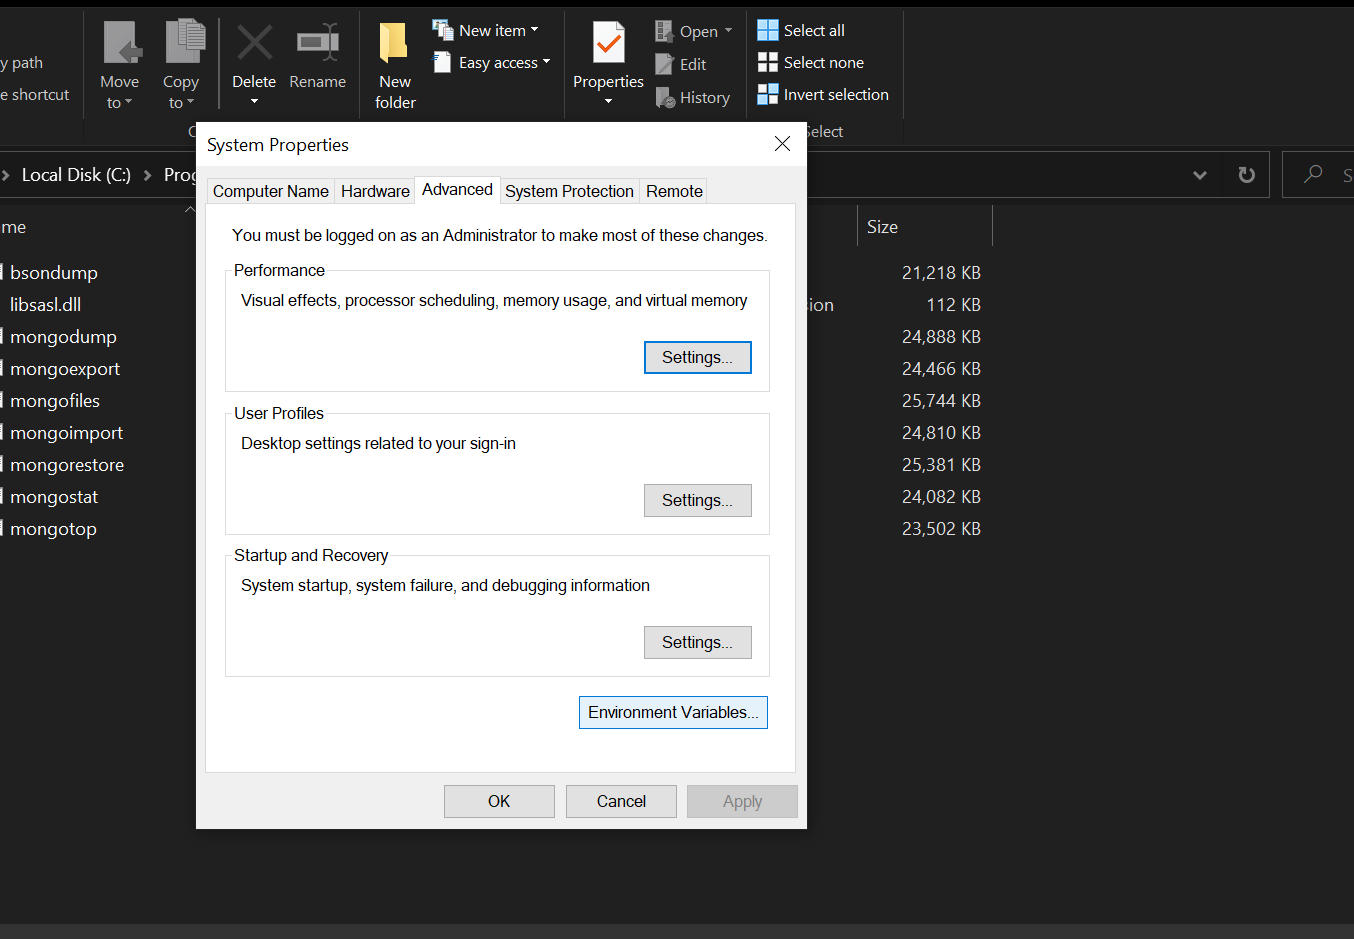 y path
e shortcut
Move
to
Copy
to
Delete
Rename
New
folder
New item
Easy access
Properties
Open
Edit
History
Select all
Select none
Invert selection
Select
System Properties
Local Disk (C:)
Computer Name
Hardware
Advanced
System Protection
Remote
You must be logged on as an Administrator to make most of these changes.
Performance
Visual effects, processor scheduling, memory usage, and virtual memory
Settings...
User Profiles
Desktop settings related to your sign-in
Settings...
Startup and Recovery
System startup, system failure, and debugging information
Settings...
Environment Variables...
OK
Cancel
Apply
me
Size
bsondump
21,218 KB
libsasl.dll
sion
112 KB
mongodump
24,888 KB
mongoexport
24,466 KB
mongofiles
25,744 KB
mongoimport
24,810 KB
mongorestore
25,381 KB
mongostat
24,082 KB
mongotop
23,502 KB